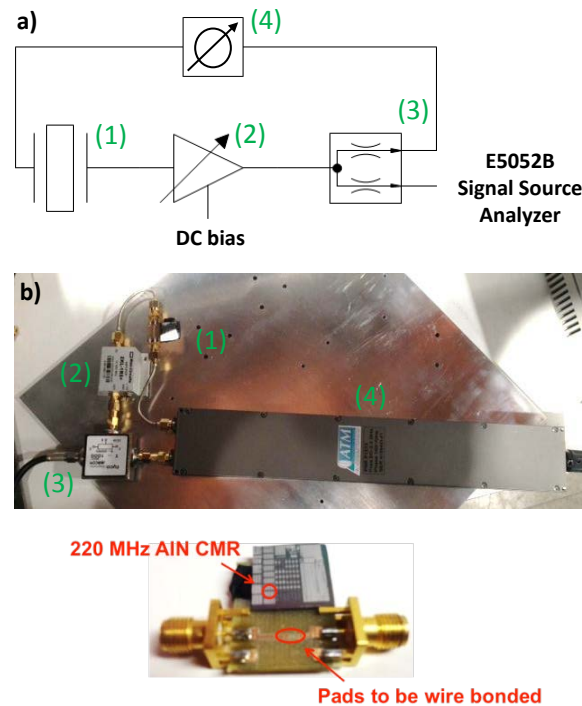 a)
(4)
(1)
(2)
(3)
E5052B
Signal Source
Analyzer
DC bias
b)
(1)
(2)
(4)
ATM
(3)
220 MHz AlN CMR
Pads to be wire bonded